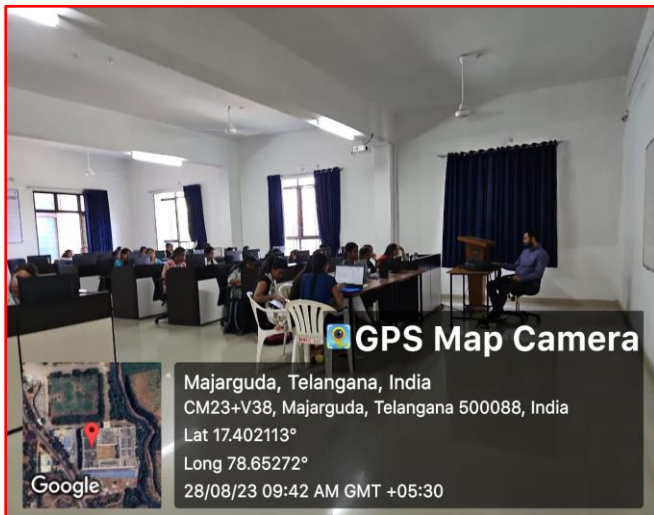 GPS Map Camera
Majarguda, Telangana, India
CM23+V38, Majarguda, Telangana 500088, India
Lat 17.402113°
Long 78.65272°
28/08/23 09:42 AM GMT +05:30
Google